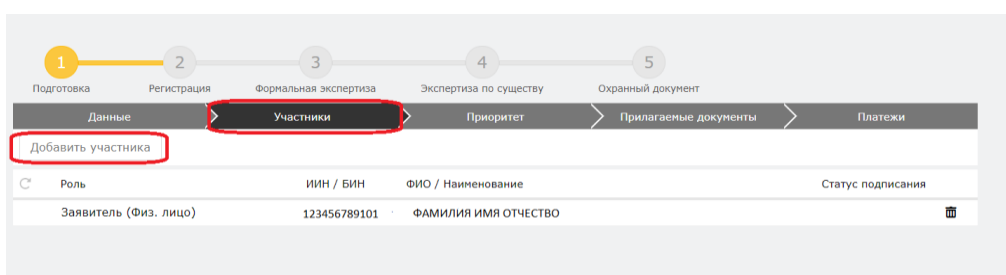 1 2 3 4 5
Подготовка Регистрация Формальная экспертиза Экспертиза по существу Охранный документ
Данные Участники Приоритет Прилагаемые документы Платежи
Добавить участника
Роль ИИН / БИН ФИО / Наименование Статус подписания
Заявитель (Физ. лицо) 123456789101 ФАМИЛИЯ ИМЯ ОТЧЕСТВО